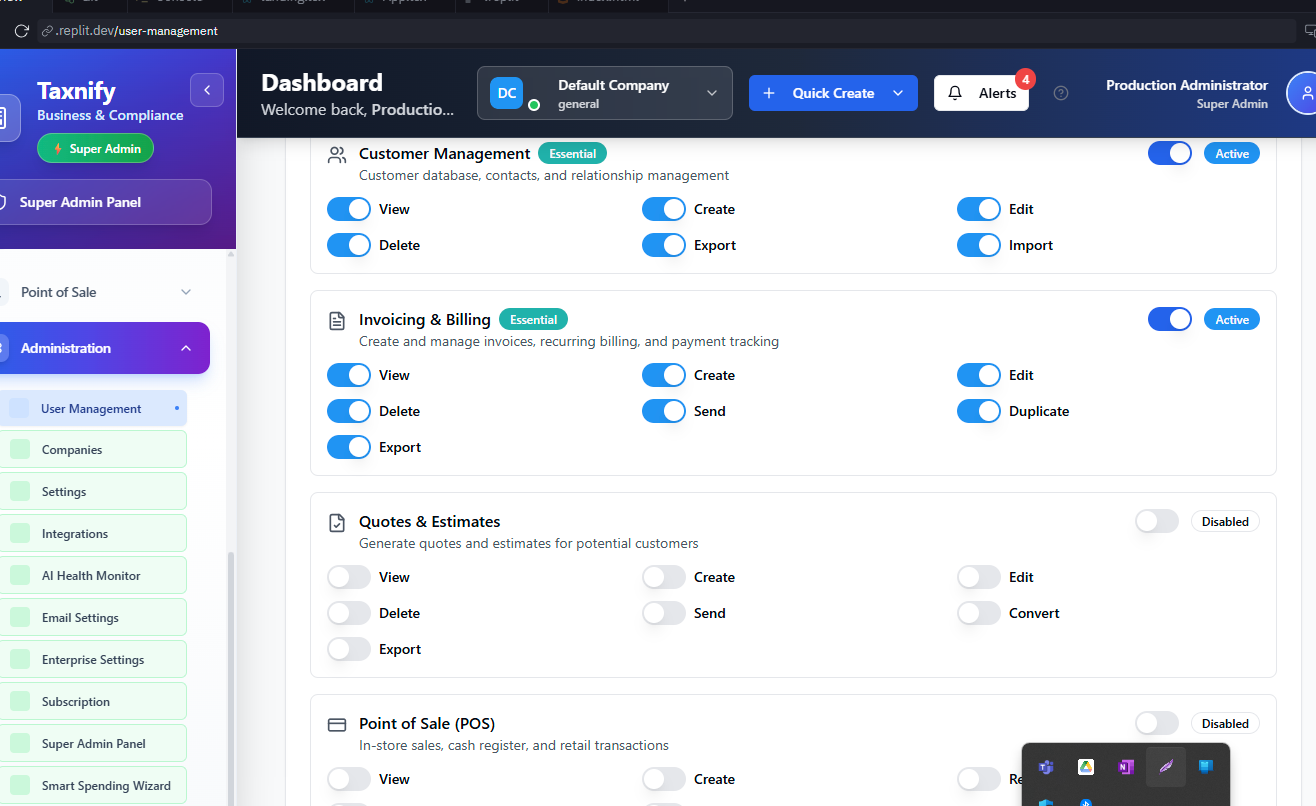 .replit.dev/user-management
Taxnify
Business & Compliance
Super Admin
Super Admin Panel
Point of Sale
Administration
User Management
Companies
Settings
Integrations
AI Health Monitor
Email Settings
Enterprise Settings
Subscription
Super Admin Panel
Smart Spending Wizard
Dashboard
Welcome back, Productio...
DC
Default Company
general
Quick Create
Alerts
4
Production Administrator
Super Admin
Customer Management Essential Active
Customer database, contacts, and relationship management
View Create Edit
Delete Export Import
Invoicing & Billing Essential Active
Create and manage invoices, recurring billing, and payment tracking
View Create Edit
Delete Send Duplicate
Export
Quotes & Estimates Disabled
Generate quotes and estimates for potential customers
View Create Edit
Delete Send Convert
Export
Point of Sale (POS) Disabled
In-store sales, cash register, and retail transactions
View Create